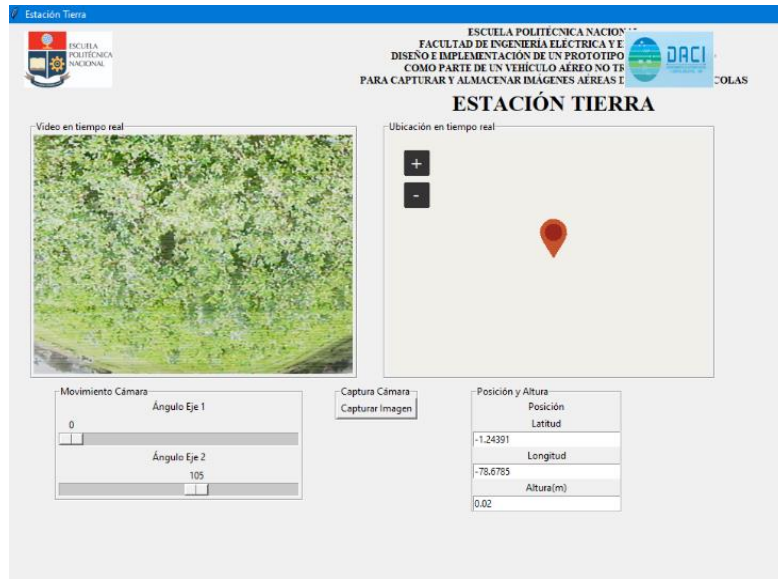 Estación Tierra
ESCUELA
POLITÉCNICA
NACIONAL
ESCUELA POLITÉCNICA NACION
FACULTAD DE INGENIERÍA ELÉCTRICA Y E
DISEÑO E IMPLEMENTACIÓN DE UN PROTOTIPO
COMO PARTE DE UN VEHÍCULO AÉREO NO TR
PARA CAPTURAR Y ALMACENAR IMÁGENES AÉREAS D COLAS
DACI
ESTACIÓN TIERRA
Video en tiempo real
Ubicación en tiempo real
+
-
Movimiento Cámara
Ángulo Eje 1
0
Ángulo Eje 2
105
Captura Cámara
Capturar Imagen
Posición y Altura
Posición
Latitud
-1.24391
Longitud
-78.6785
Altura(m)
0.02